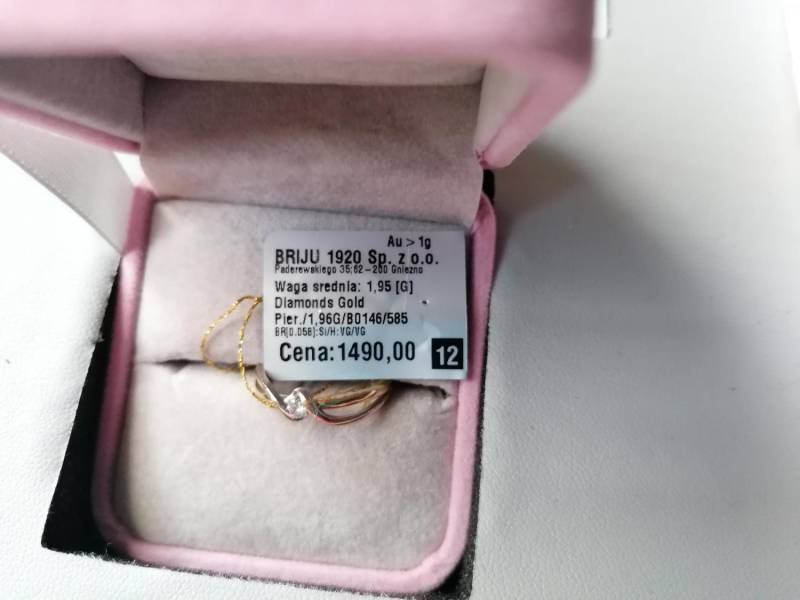 Au > 1g
BRIJU 1920 Sp. z o.o.
Paderewskiego 35;62-200 Gniezno
Waga srednia: 1,95 [G]
Diamonds Gold
Pier./1,96G/B0146/585
BR[0.058]:SI/H:VG/VG
Cena:1490,00 12